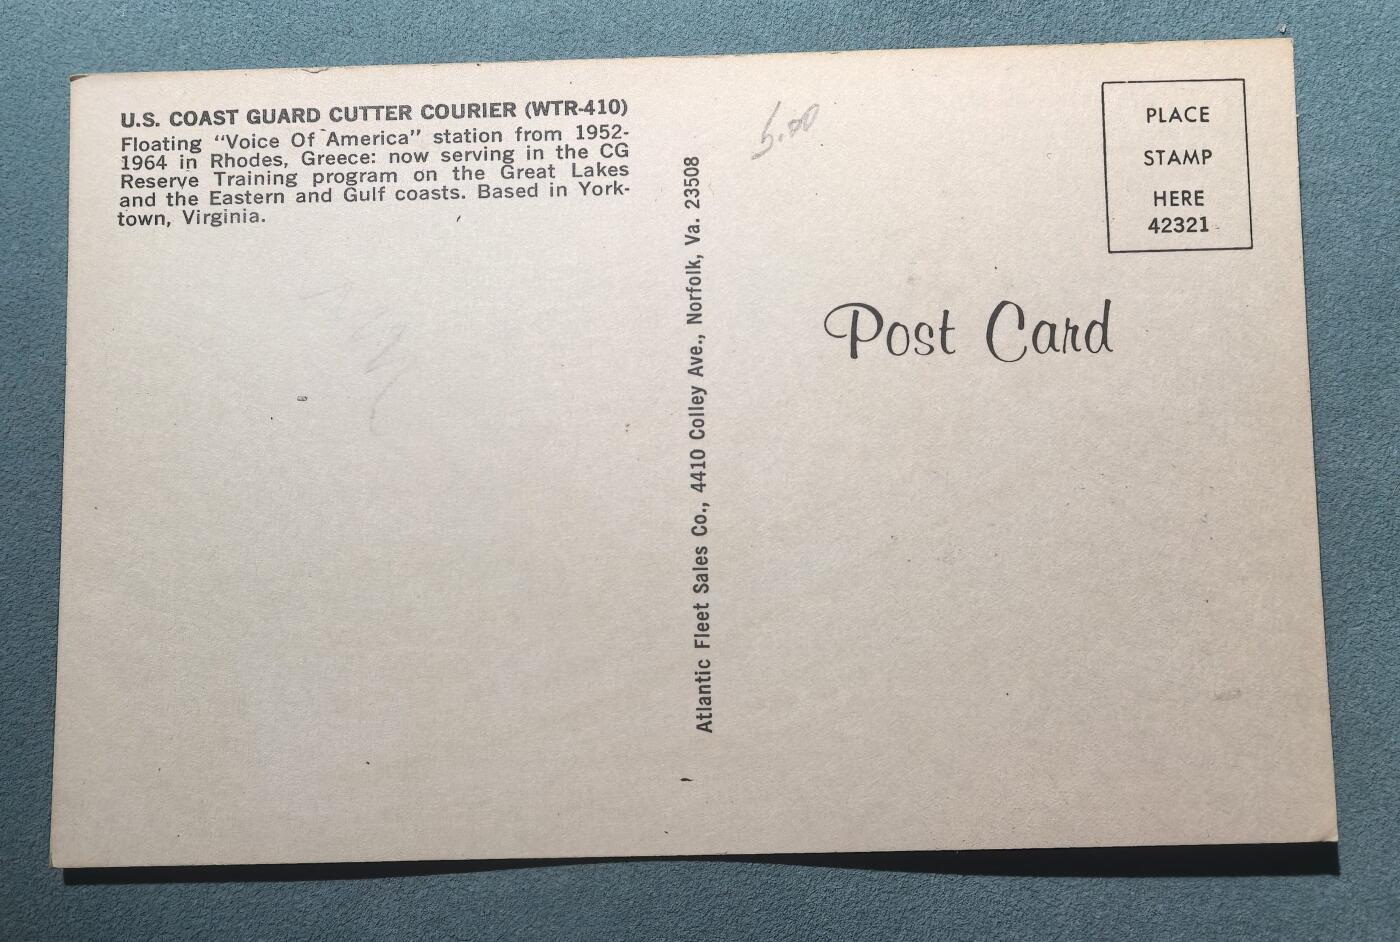 U.S. COAST GUARD CUTTER COURIER (WTR-410)
Floating “Voice Of America” station from 1952-
1964 in Rhodes, Greece: now serving in the CG
Reserve Training program on the Great Lakes
and the Eastern and Gulf coasts. Based in York-
town, Virginia.
Atlantic Fleet Sales Co., 4410 Colley Ave., Norfolk, Va. 23508
5.00
PLACE
STAMP
HERE
42321
Post Card